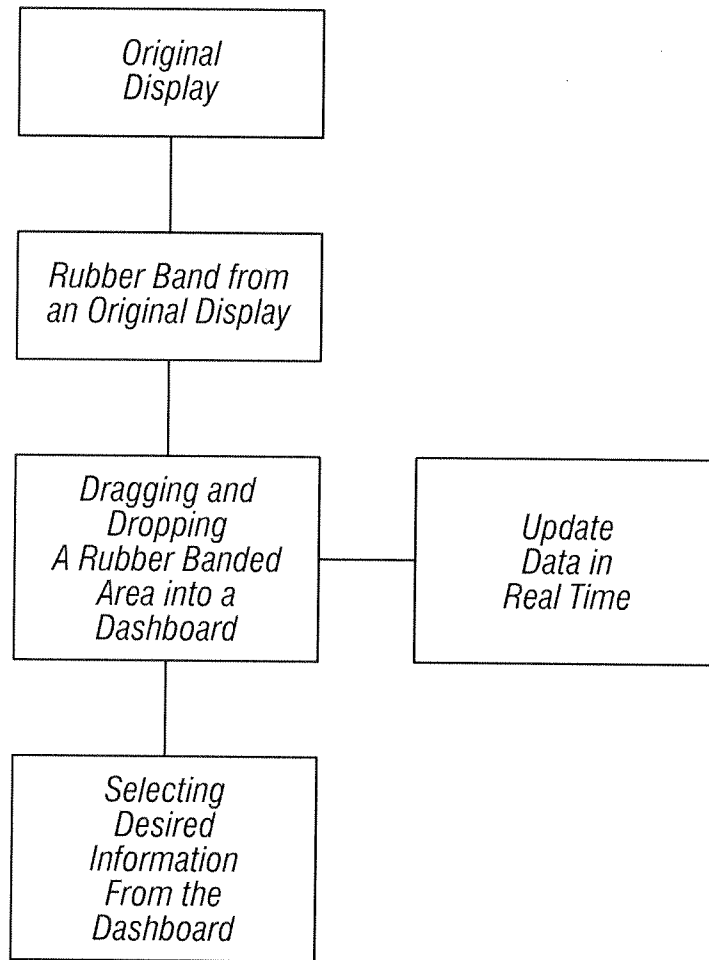 Original
Display
Rubber Band from
an Original Display
Dragging and
Dropping
A Rubber Banded
Area into a
Dashboard
Update
Data in
Real Time
Selecting
Desired
Information
From the
Dashboard